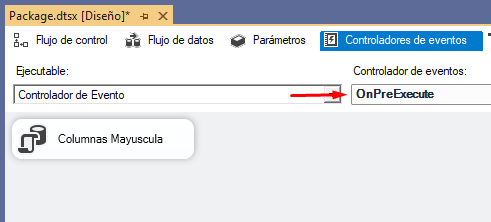 Package.dtsx [Diseño]*
Flujo de control Flujo de datos Parámetros Controladores de eventos
Ejecutable: Controlador de eventos:
Controlador de Evento OnPreExecute
Columnas Mayuscula